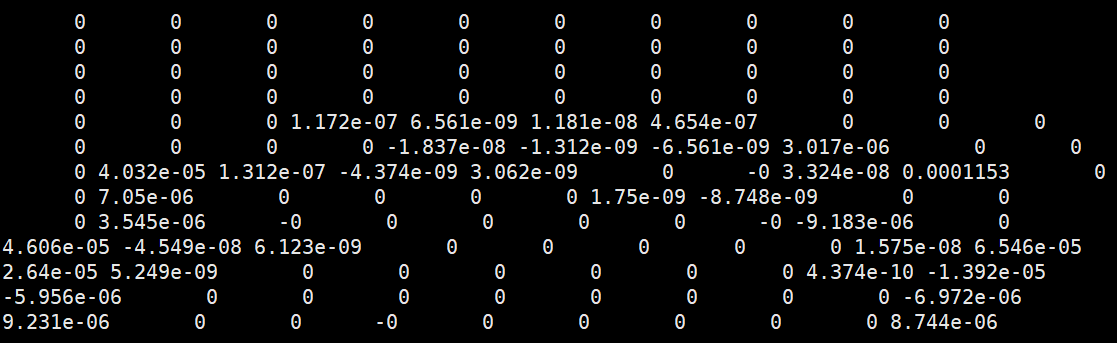 0 0 0 0 0 0 0 0 0 0
0 0 0 0 0 0 0 0 0 0
0 0 0 0 0 0 0 0 0 0
0 0 0 0 0 0 0 0 0 0
0 0 0 1.172e-07 6.561e-09 1.181e-08 4.654e-07 0 0 0
0 0 0 0 -1.837e-08 -1.312e-09 -6.561e-09 3.017e-06 0 0
0 4.032e-05 1.312e-07 -4.374e-09 3.062e-09 0 -0 3.324e-08 0.0001153 0
0 7.05e-06 0 0 0 0 1.75e-09 -8.748e-09 0 0
0 3.545e-06 -0 0 0 0 0 -0 -9.183e-06 0
4.606e-05 -4.549e-08 6.123e-09 0 0 0 0 0 1.575e-08 6.546e-05
2.64e-05 5.249e-09 0 0 0 0 0 0 4.374e-10 -1.392e-05
-5.956e-06 0 0 0 0 0 0 0 0 -6.972e-06
9.231e-06 0 0 -0 0 0 0 0 0 8.744e-06